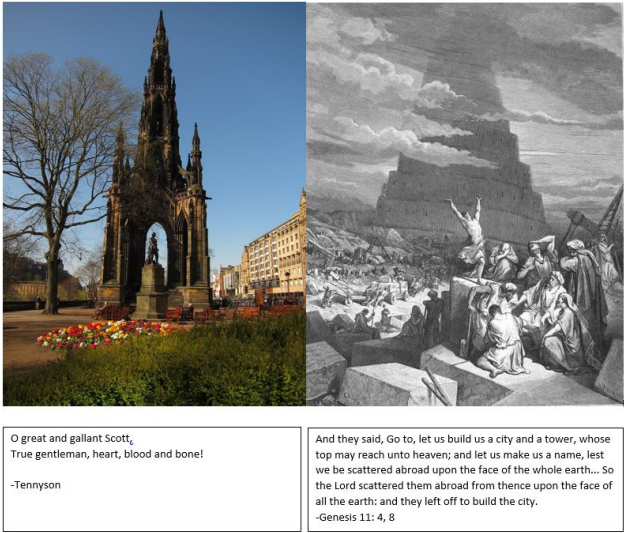 O great and gallant Scott,
True gentleman, heart, blood and bone!
-Tennyson
And they said, Go to, let us build us a city and a tower, whose
top may reach unto heaven; and let us make us a name, lest
we be scattered abroad upon the face of the whole earth... So
the Lord scattered them abroad from thence upon the face of
all the earth: and they left off to build the city.
-Genesis 11: 4, 8